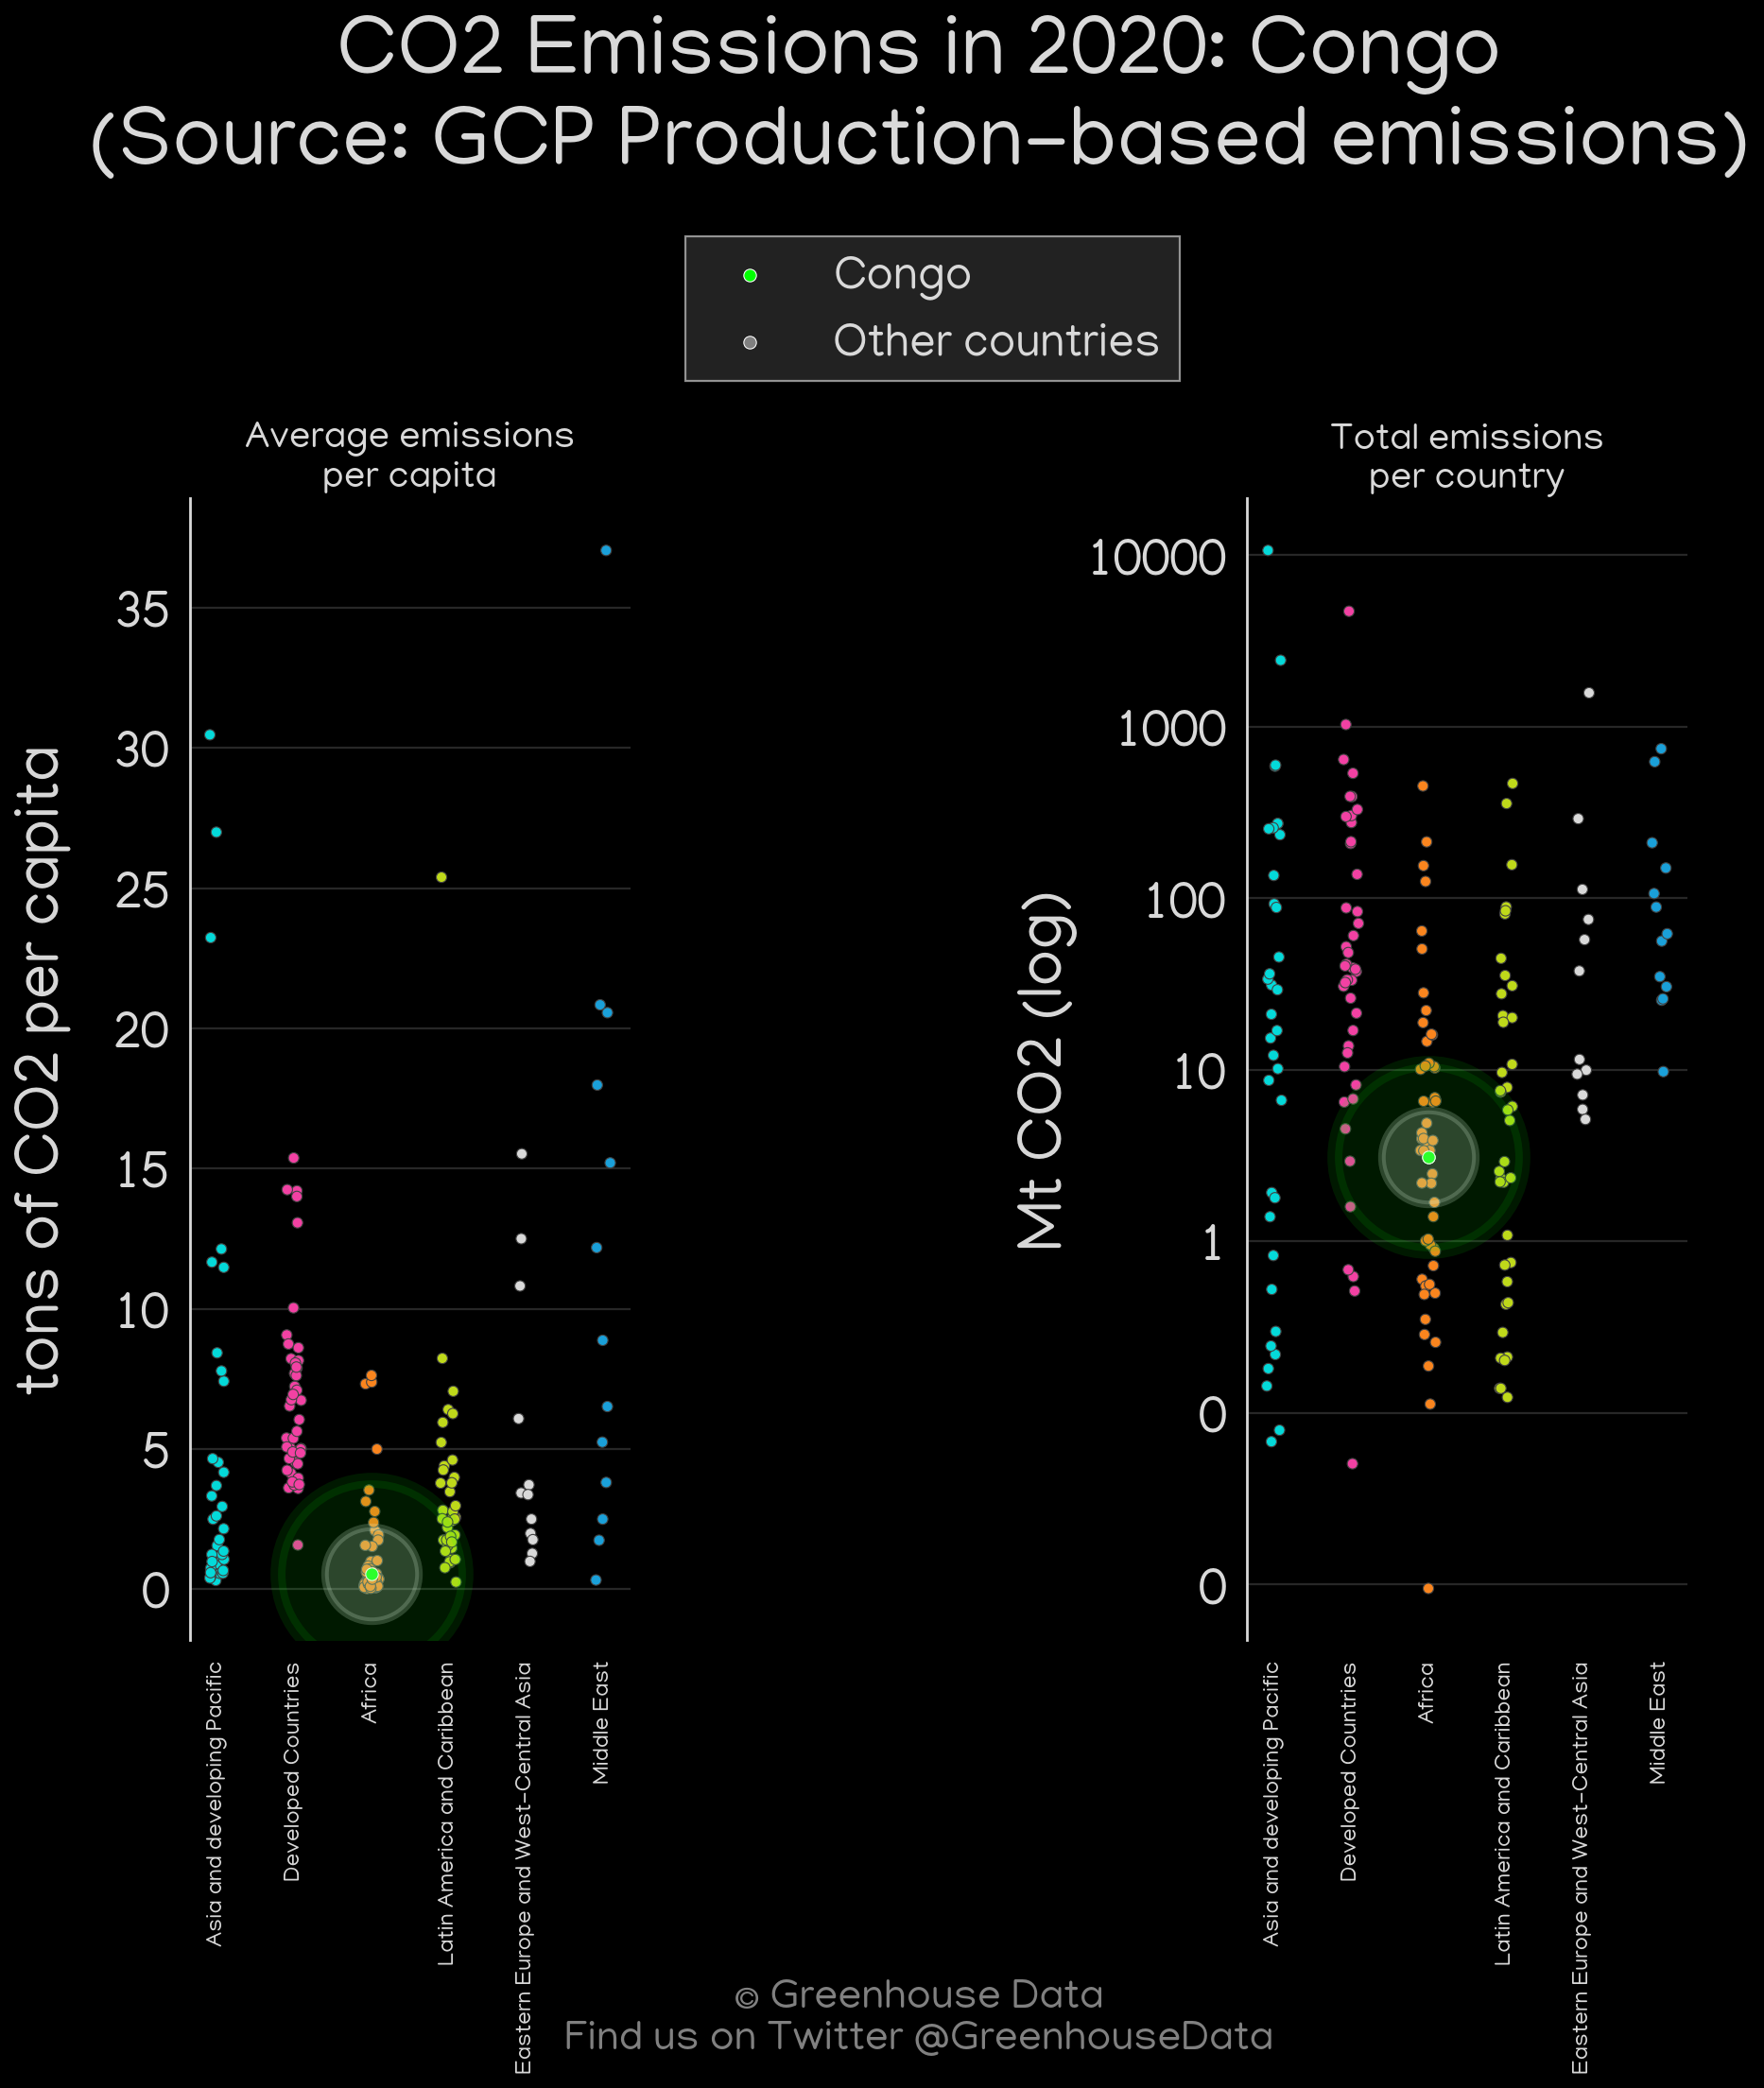 CO2 Emissions in 2020: Congo
(Source: GCP Production-based emissions)
Congo
Other countries
Average emissions
per capita
tons of CO2 per capita
35
30
25
20
15
10
5
0
Asia and developing Pacific
Developed Countries
Africa
Latin America and Caribbean
Eastern Europe and West-Central Asia
Middle East
Total emissions
per country
Mt CO2 (log)
10000
1000
100
10
1
0
0
Asia and developing Pacific
Developed Countries
Africa
Latin America and Caribbean
Eastern Europe and West-Central Asia
Middle East
© Greenhouse Data
Find us on Twitter @GreenhouseData